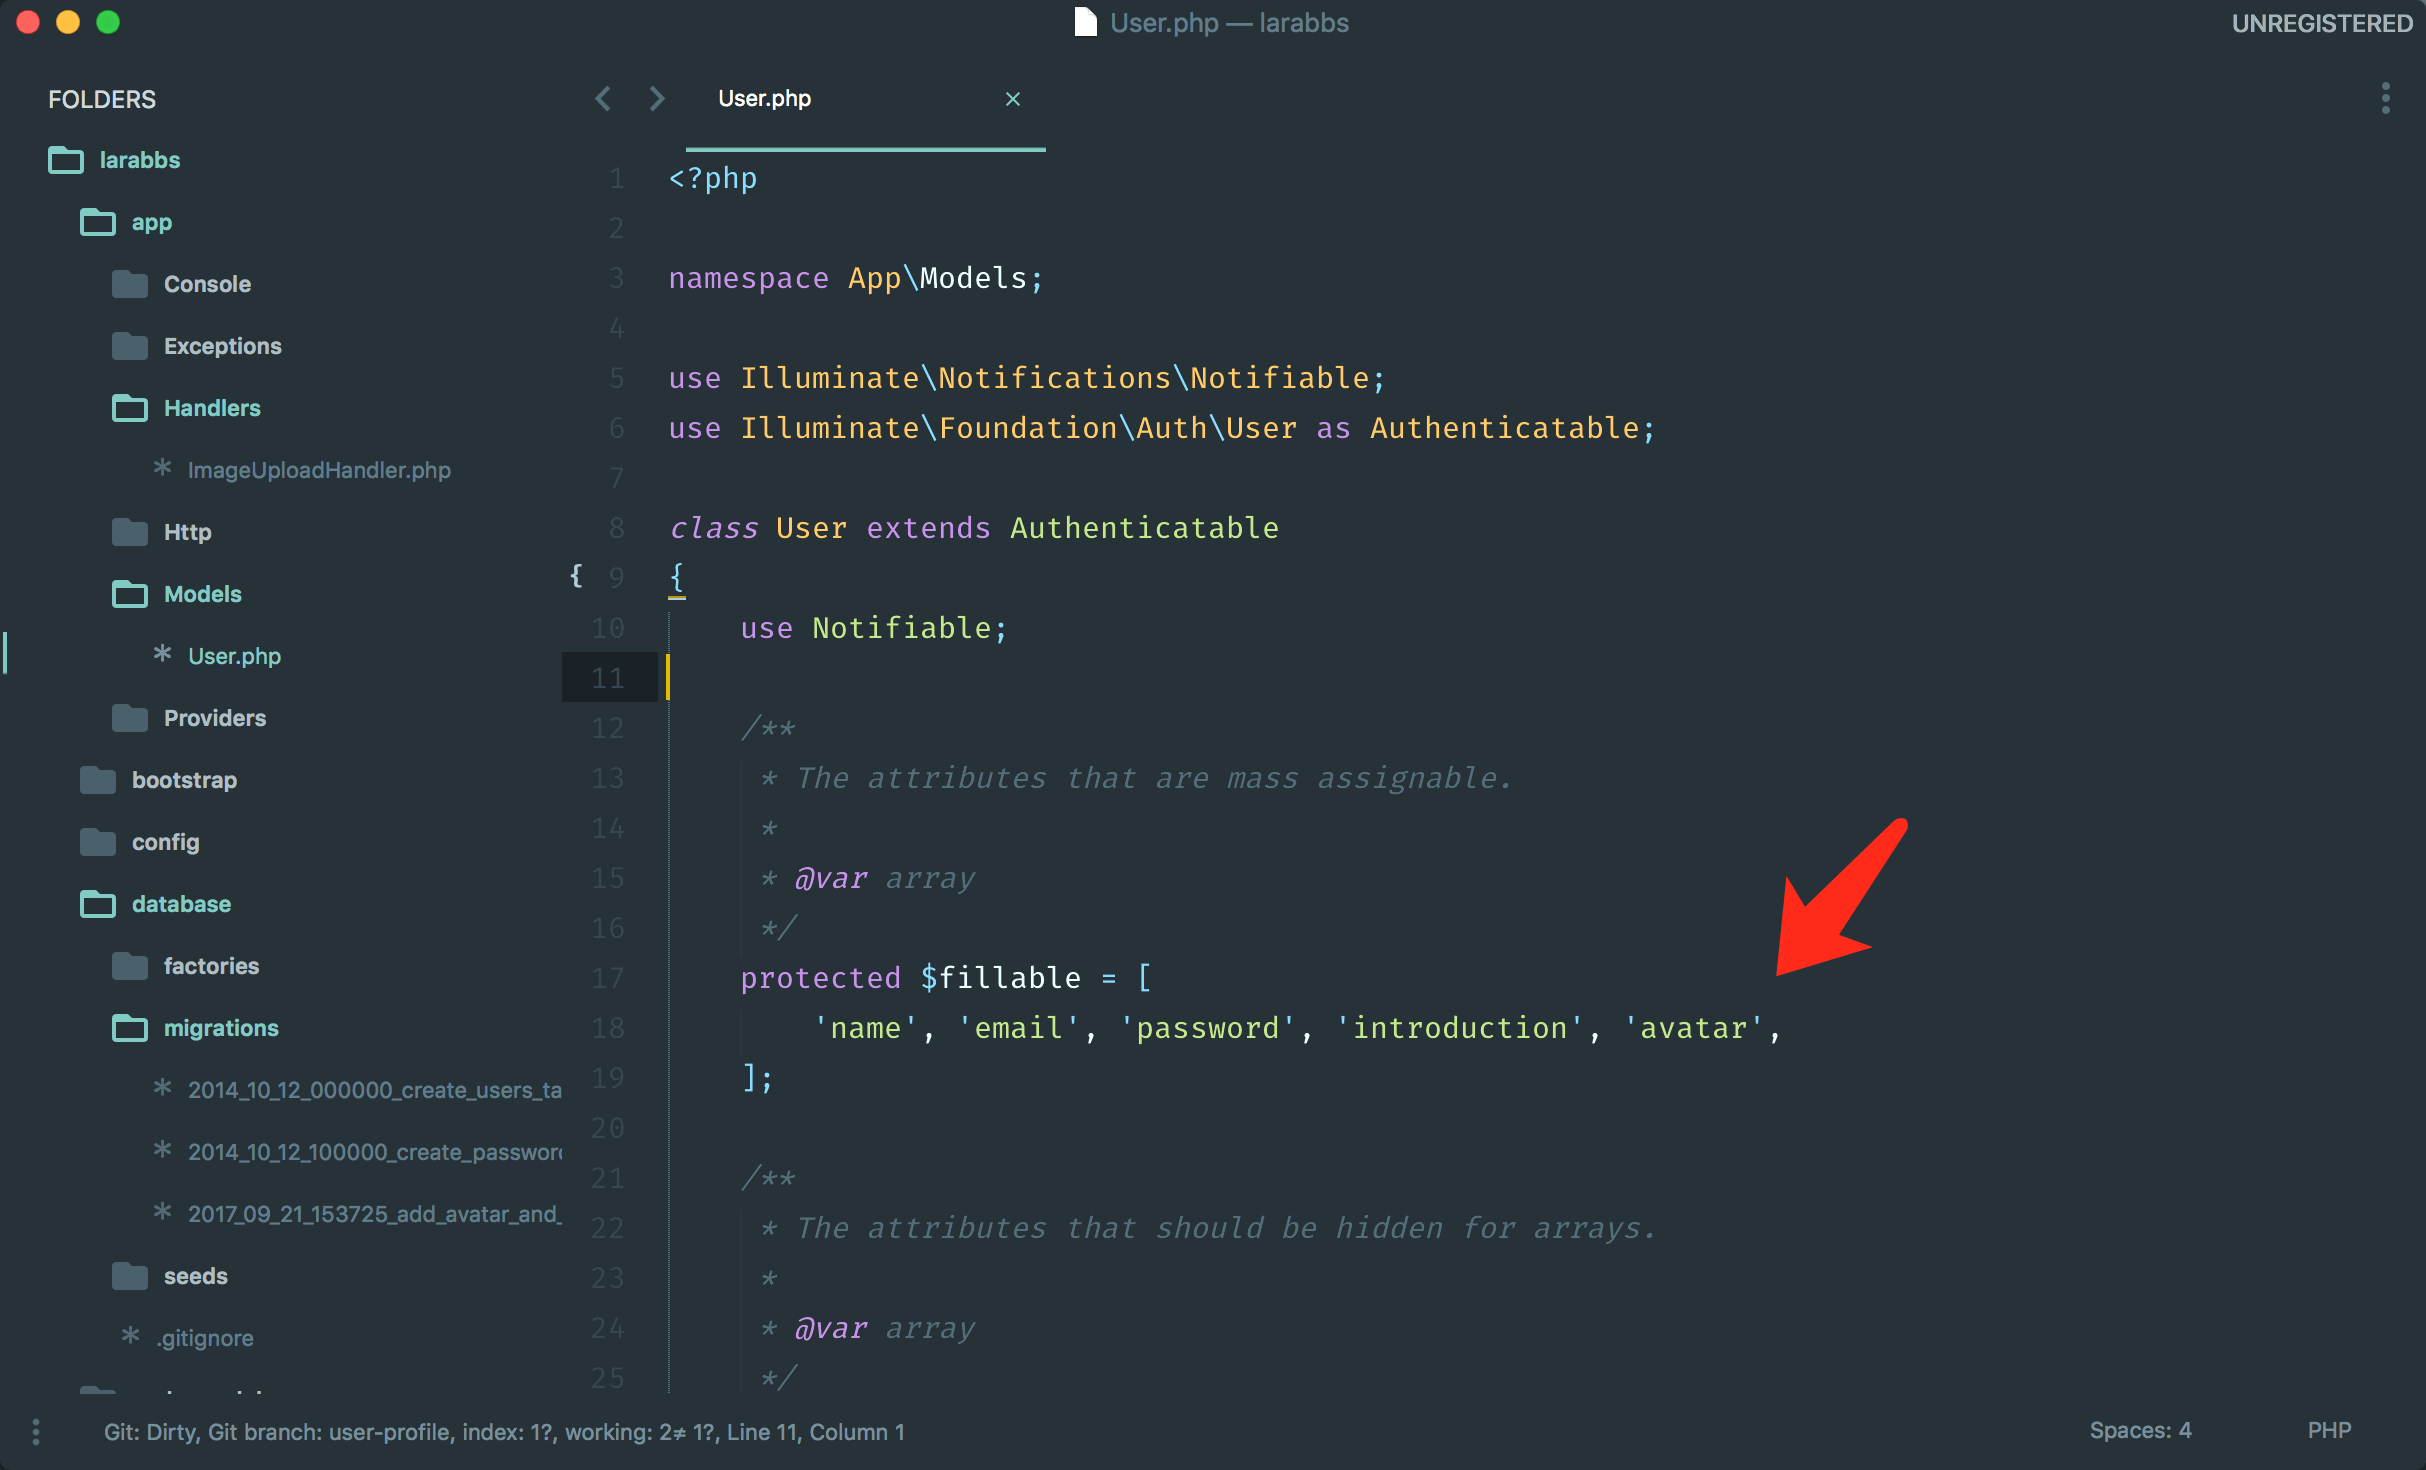 User.php — larabbs
UNREGISTERED
FOLDERS
larabbs
app
Console
Exceptions
Handlers
* ImageUploadHandler.php
Http
Models
* User.php
Providers
bootstrap
config
database
factories
migrations
* 2014_10_12_000000_create_users_ta
* 2014_10_12_100000_create_passwor
* 2017_09_21_153725_add_avatar_and_
seeds
* .gitignore
User.php ×
1 <?php
2
3 namespace App\Models;
4
5 use Illuminate\Notifications\Notifiable;
6 use Illuminate\Foundation\Auth\User as Authenticatable;
7
8 class User extends Authenticatable
{ 9 {
10     use Notifiable;
11
12     /**
13      * The attributes that are mass assignable.
14      *
15      * @var array
16      */
17     protected $fillable = [
18         'name', 'email', 'password', 'introduction', 'avatar',
19     ];
20
21     /**
22      * The attributes that should be hidden for arrays.
23      *
24      * @var array
25      */
Git: Dirty, Git branch: user-profile, index: 1?, working: 2≠ 1?, Line 11, Column 1
Spaces: 4
PHP